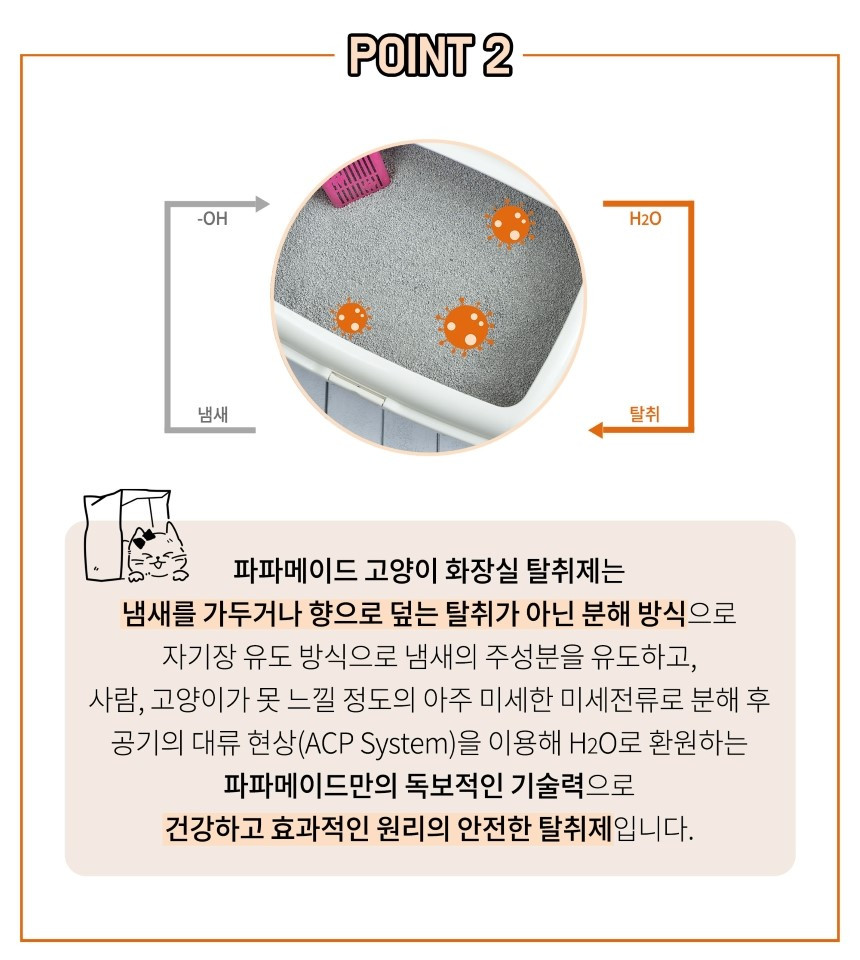 POINT 2
-OH
H2O
냄새
탈취
파파메이드 고양이 화장실 탈취제는
냄새를 가두거나 향으로 덮는 탈취가 아닌 분해 방식으로
자기장 유도 방식으로 냄새의 주성분을 유도하고,
사람, 고양이가 못 느낄 정도의 아주 미세한 미세전류로 분해 후
공기의 대류 현상(ACP System)을 이용해 H2O로 환원하는
파파메이드만의 독보적인 기술력으로
건강하고 효과적인 원리의 안전한 탈취제입니다.